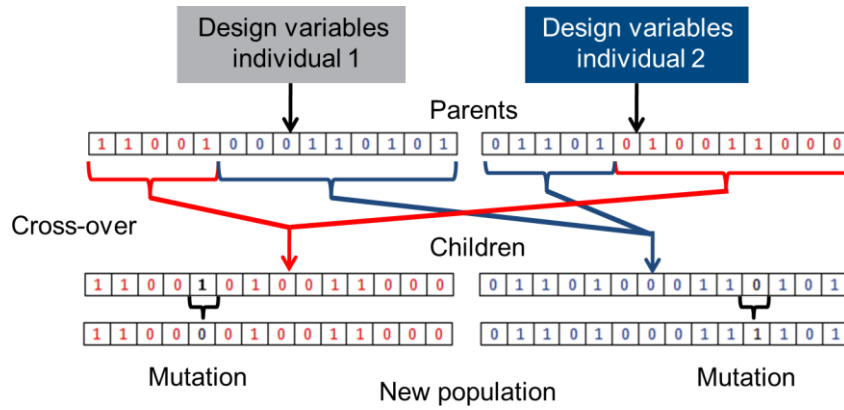 Design variables
individual 1
Design variables
individual 2
Parents
1 1 0 0 1 0 0 0 1 1 0 1 0 1
0 1 1 0 1 0 1 0 0 1 1 0 0 0
Cross-over
Children
1 1 0 0 1 0 1 0 0 1 1 0 0 0
0 1 1 0 1 0 0 0 1 1 0 1 0 1
1 1 0 0 0 0 1 0 0 1 1 0 0 0
0 1 1 0 1 0 0 0 1 1 1 1 0 1
Mutation
New population
Mutation